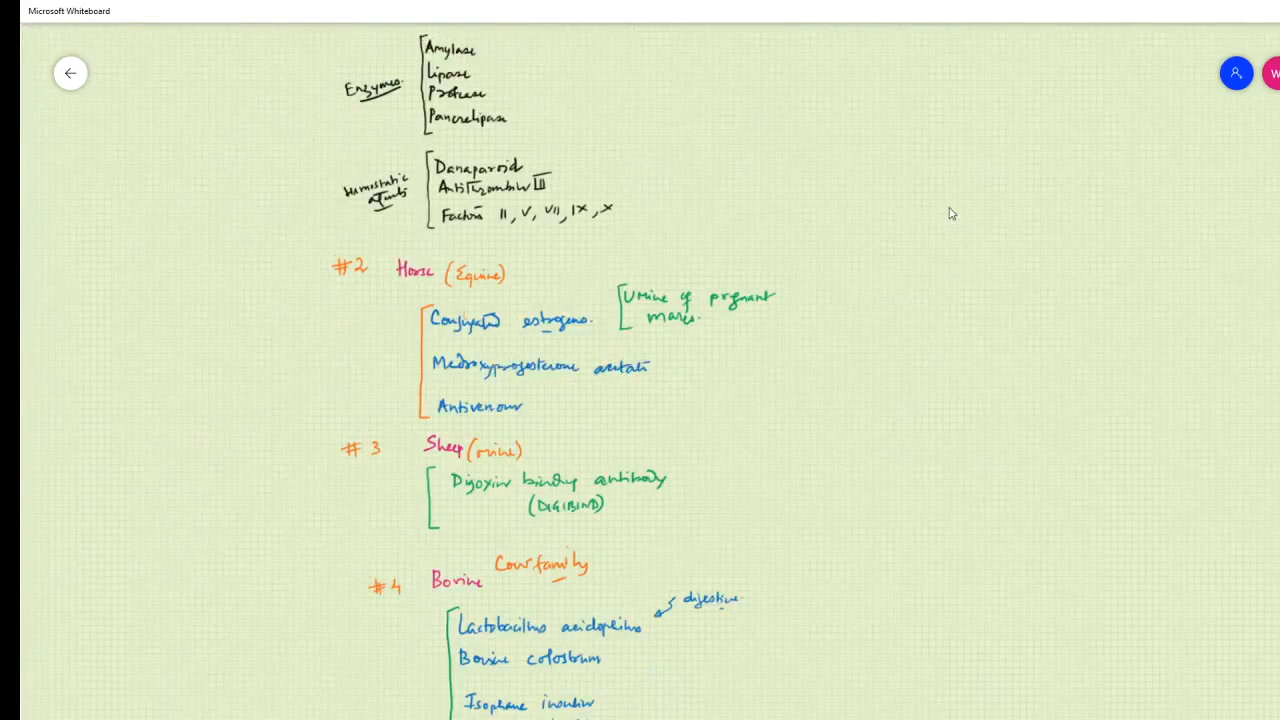 Microsoft Whiteboard
W
Enzymes.
Amylase
Lipase
Protease
Pancrelipase
Hemostatic
agents
Danaparoid
Antithrombin III
Factors II, V, VII, IX, X
#2 Horse (Equine)
Conjugated estrogens.
Urine of pregnant
mares.
Medroxyprogesterone acetate
Antivenour
#3 Sheep (ovine)
Digoxin binding antibody
(DIGIBIND)
Cow family
#4 Bovine
digestive.
Lactobacillus acidophilus
Bovine colostrum
Isophane insulin